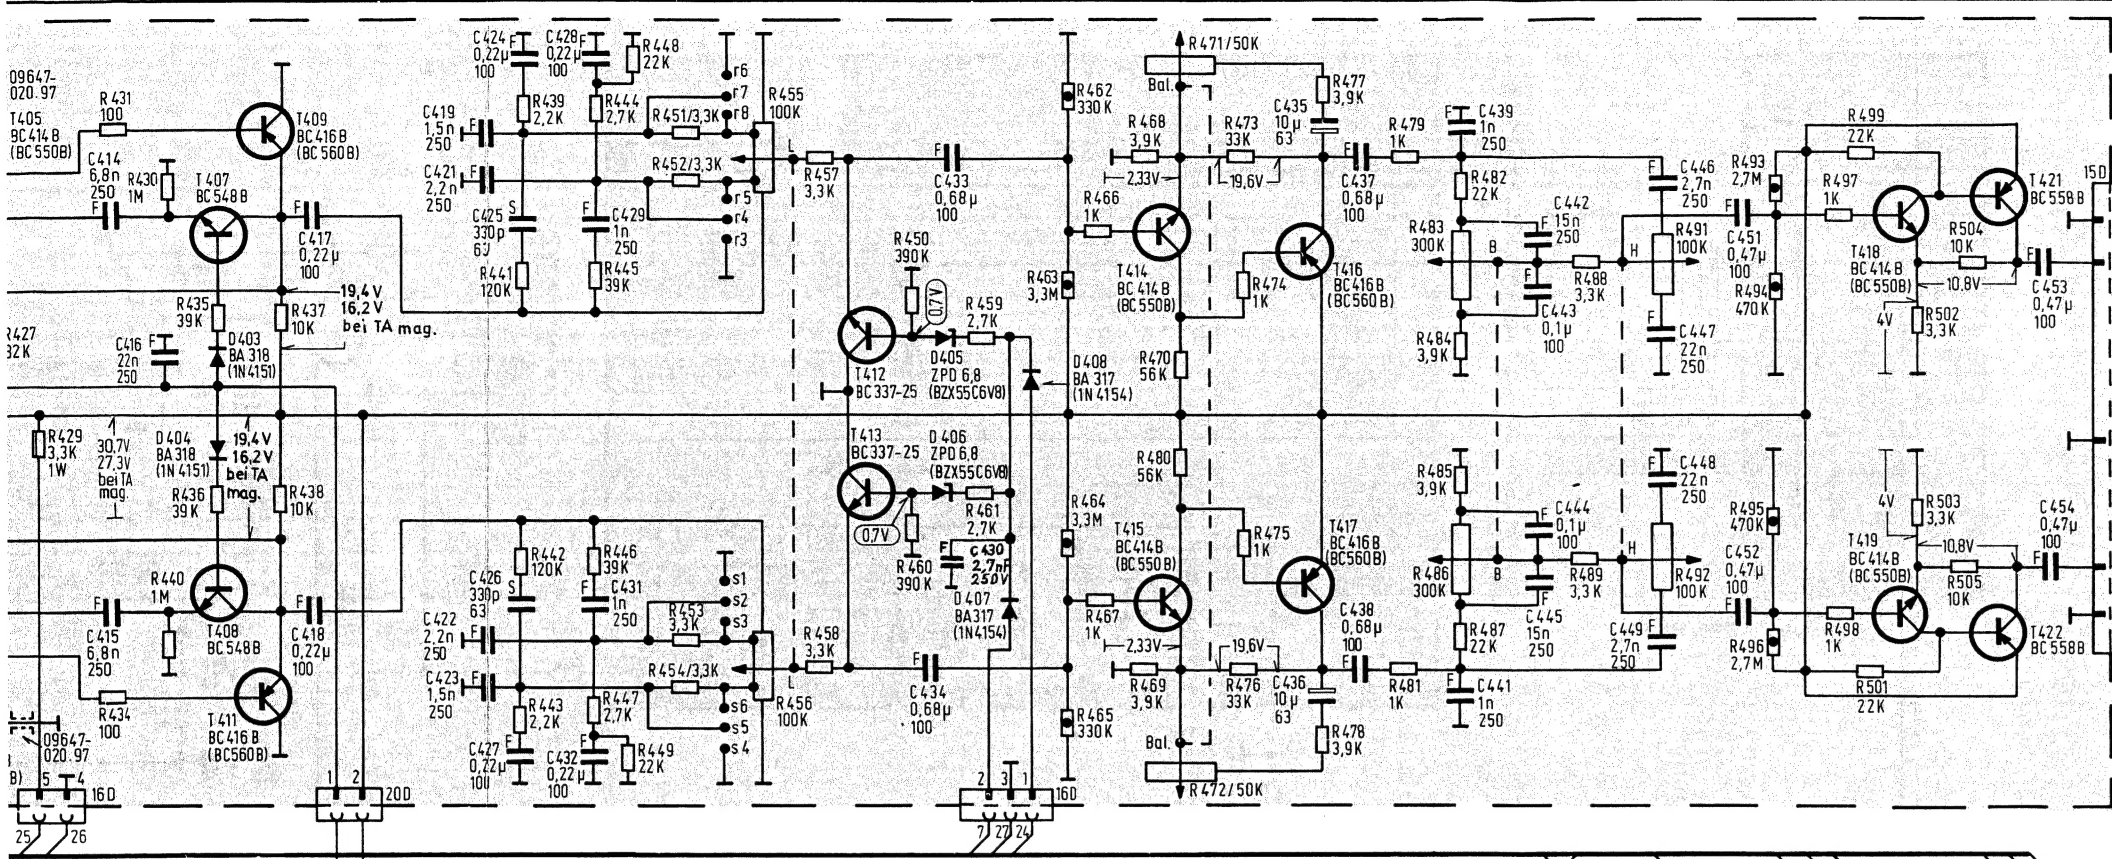 09647-
020.97
T405
BC414B
(BC550B)
R431
100
T409
BC416B
(BC560B)
C414
6,8n
250
F
R430
1M
T407
BC548B
F
C417
0,22µ
100
R435
39K
R437
10K
19,4V
16,2V
bei TA mag.
R427
C416
22n
250
F
D403
BA318
(1N4151)
R429
3,3K
1W
30,7V
27,3V
bei TA
mag.
D404
BA318
(1N4151)
19,4V
16,2V
bei TA
mag.
R436
39K
R438
10K
R440
1M
F
C415
6,8n
250
T408
BC548B
F
C418
0,22µ
100
R434
100
T411
BC416B
(BC560B)
09647-
020.97
B)
5
4
16D
25
26
1
2
20D
C424
0,22µ
100
F
C428
0,22µ
100
F
R448
22K
r6
r7
r8
R455
100K
C419
1,5n
250
F
R439
2,2K
R444
2,7K
R451/3,3K
C421
2,2n
250
F
R452/3,3K
r5
r4
r3
C425
330p
63
S
C429
1n
250
F
R441
120K
R445
39K
L
R457
3,3K
F
C433
0,68µ
100
R450
390K
0,7V
R459
2,7K
T412
BC337-25
D405
ZPD6,8
(BZX55C6V8)
D408
BA317
(1N4154)
T413
BC337-25
D406
ZPD6,8
(BZX55C6V8)
R461
2,7K
0,7V
R460
390K
F
C430
2,7nF
250V
D407
BA317
(1N4154)
R442
120K
R446
39K
C426
330p
63
S
C431
1n
250
F
s1
s2
s3
C422
2,2n
250
F
R453
3,3K
R454/3,3K
C423
1,5n
250
F
s6
s5
s4
R456
100K
R443
2,2K
R447
2,7K
C427
0,22µ
100
F
C432
0,22µ
100
F
R449
22K
L
R458
3,3K
F
C434
0,68µ
100
2
3
1
16D
7
27
24
R462
330K
R463
3,3M
R464
3,3M
R465
330K
R471/50K
Bal.
R468
3,9K
2,33V
R466
1K
T414
BC414B
(BC550B)
R470
56K
R480
56K
T415
BC414B
(BC550B)
R467
1K
2,33V
R469
3,9K
Bal.
R472/50K
R473
33K
19,6V
C435
10µ
63
R477
3,9K
F
C437
0,68µ
100
R479
1K
R474
1K
T416
BC416B
(BC560B)
R475
1K
T417
BC416B
(BC560B)
19,6V
R476
33K
C436
10µ
63
R478
3,9K
C438
0,68µ
100
F
R481
1K
F
C439
1n
250
R482
22K
R483
300K
R484
3,9K
B
C442
15n
250
F
C443
0,1µ
100
F
R488
3,3K
H
F
C446
2,7n
250
R491
100K
F
C447
22n
250
R485
3,9K
R486
300K
B
C444
0,1µ
100
F
R489
3,3K
C445
15n
250
F
R487
22K
F
C441
1n
250
H
F
C448
22n
250
R492
100K
C449
2,7n
250
F
R493
2,7M
F
C451
0,47µ
100
R494
470K
R495
470K
C452
0,47µ
100
F
R496
2,7M
R499
22K
R497
1K
T418
BC414B
(BC550B)
T421
BC558B
R504
10K
10,8V
F
C453
0,47µ
100
4V
R502
3,3K
4V
R503
3,3K
T419
BC414B
(BC550B)
10,8V
R505
10K
C454
0,47µ
100
F
R498
1K
T422
BC558B
R501
22K
15D